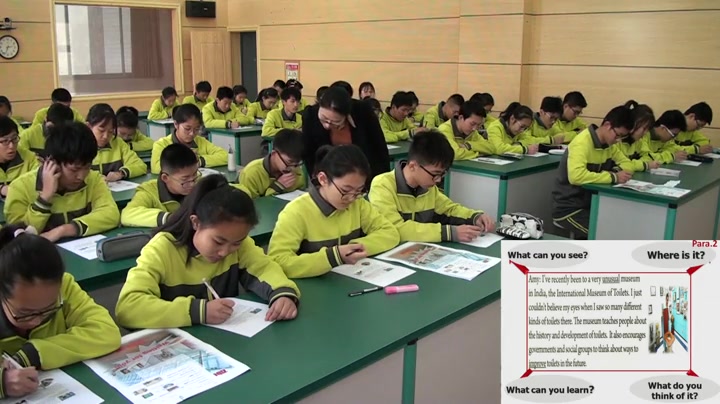 Para.2
What can you see?
Where is it?
Amy: I've recently been to a very unusual museum
in India, the International Museum of Toilets. I just
couldn't believe my eyes when I saw so many different
kinds of toilets there. The museum teaches people about
the history and development of toilets. It also encourages
governments and social groups to think about ways to
improve toilets in the future.
What can you learn?
What do you
think of it?